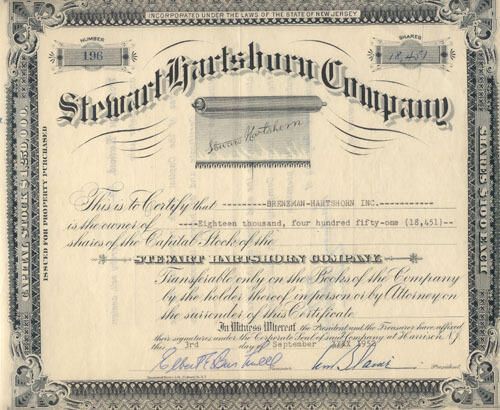 INCORPORATED UNDER THE LAWS OF THE STATE OF NEW JERSEY
NUMBER
196
SHARES
18,451
Stewart Hartshorn Company
Stewart Hartshorn
CAPITAL STOCK
ISSUED FOR PROPERTY PURCHASED
SHARES $100 EACH
This is to Certify that BRENEMAN-HARTSHORN INC.
is the owner of Eighteen thousand, four hundred fifty-one (18,451)
shares of the Capital Stock of the
STEWART HARTSHORN COMPANY
Transferable only on the Books of the Company
by the holder thereof in person or by Attorney on
the surrender of this Certificate.
In Witness Whereof the President and the Treasurer have affixed
their signatures under the Corporate Seal of said Company at Harrison, N.J.
this 3rd day of September 1958
President